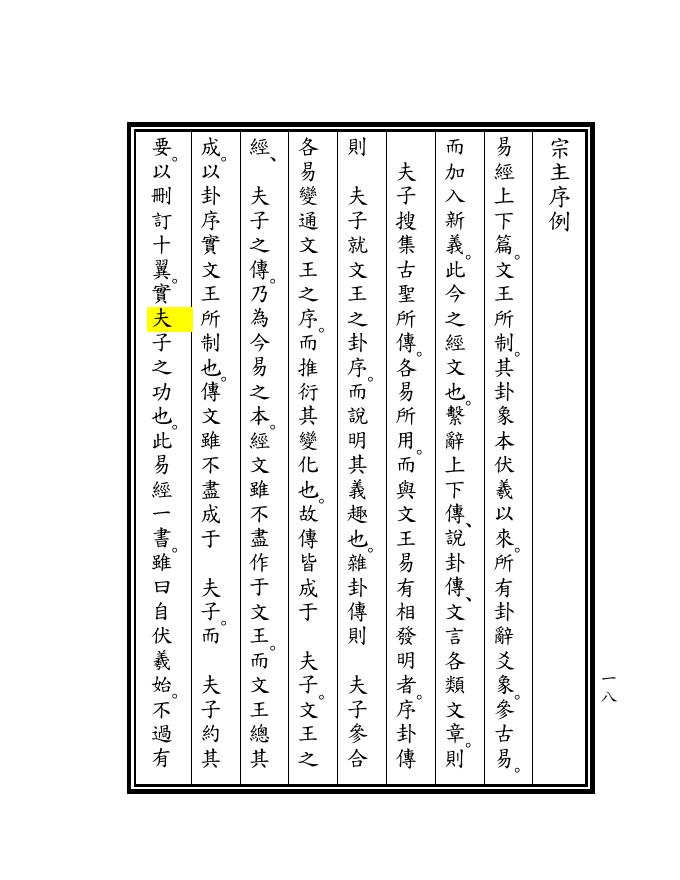 宗主序例
易經上下篇。文王所制。其卦象本伏羲以來。所有卦辭爻象。參古易。
而加入新義。此今之經文也。繫辭上下傳、說卦傳、文言各類文章。則
夫子搜集古聖所傳。各易所用。而與文王易有相發明者。序卦傳
則　夫子就文王之卦序。而說明其義趣也。雜卦傳則　夫子參合
各易變通文王之序。而推衍其變化也。故傳皆成于　夫子。文王之
經、　夫子之傳。乃為今易之本。經文雖不盡作于文王。而文王總其
成。以卦序實文王所制也。傳文雖不盡成于　夫子。而　夫子約其
要。以刪訂十翼。實夫子之功也。此易經一書。雖曰自伏羲始。不過有
一八